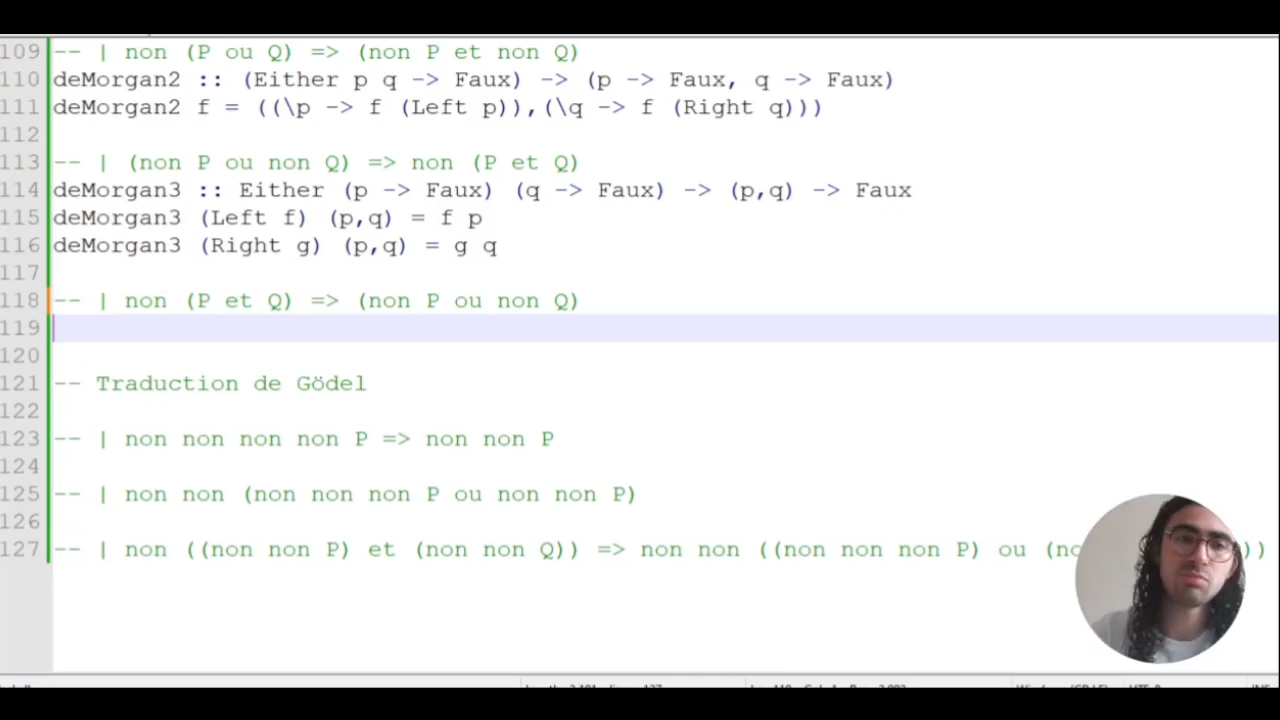 109 -- | non (P ou Q) => (non P et non Q)
110 deMorgan2 :: (Either p q -> Faux) -> (p -> Faux, q -> Faux)
111 deMorgan2 f = ((\p -> f (Left p)),(\q -> f (Right q)))
112
113 -- | (non P ou non Q) => non (P et Q)
114 deMorgan3 :: Either (p -> Faux) (q -> Faux) -> (p,q) -> Faux
115 deMorgan3 (Left f) (p,q) = f p
116 deMorgan3 (Right g) (p,q) = g q
117
118 -- | non (P et Q) => (non P ou non Q)
119
120
121 -- Traduction de Gödel
122
123 -- | non non non non P => non non P
124
125 -- | non non (non non non P ou non non P)
126
127 -- | non ((non non P) et (non non Q)) => non non ((non non non P) ou ))